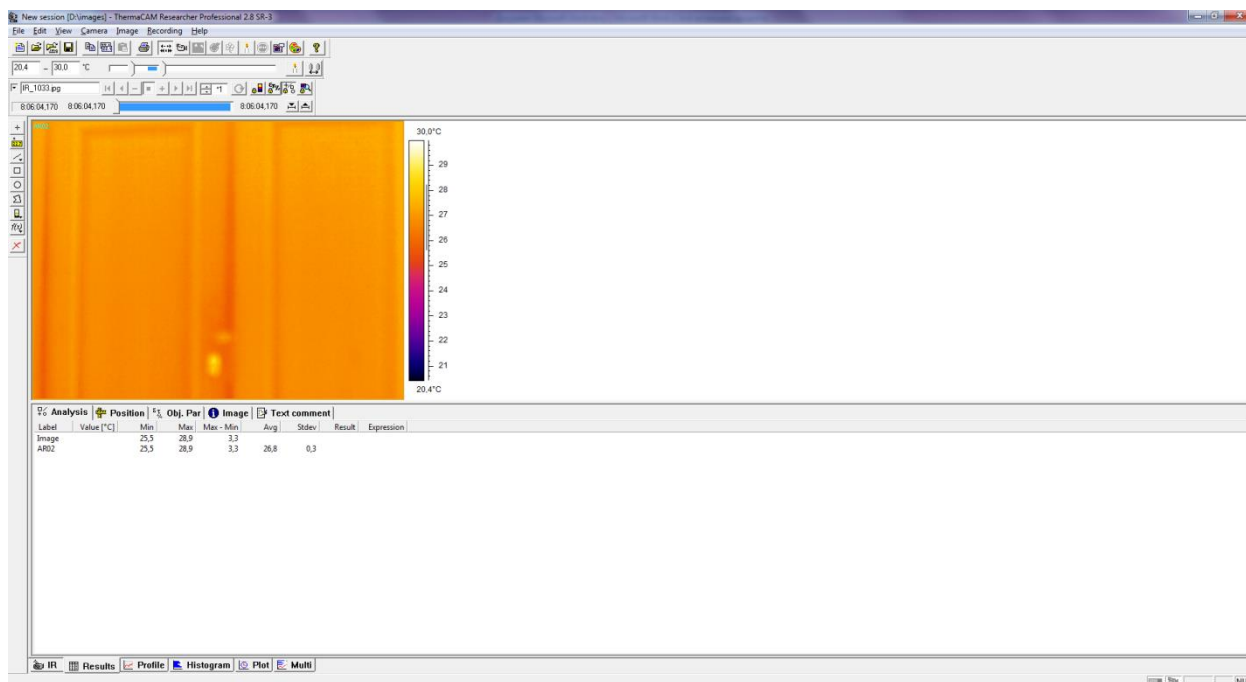 New session [D:\images] - ThermaCAM Researcher Professional 2.8 SR-3
File Edit View Camera Image Recording Help
20,4 - 30,0 °C
IR_1033.jpg
8:06:04,170 8:06:04,170 8:06:04,170
30,0°C
29
28
27
26
25
24
23
22
21
20,4°C
Analysis Position Obj. Par Image Text comment
Label Value [°C] Min Max Max - Min Avg Stdev Result Expression
Image 25,5 28,9 3,3
AR02 25,5 28,9 3,3 26,8 0,3
IR Results Profile Histogram Plot Multi